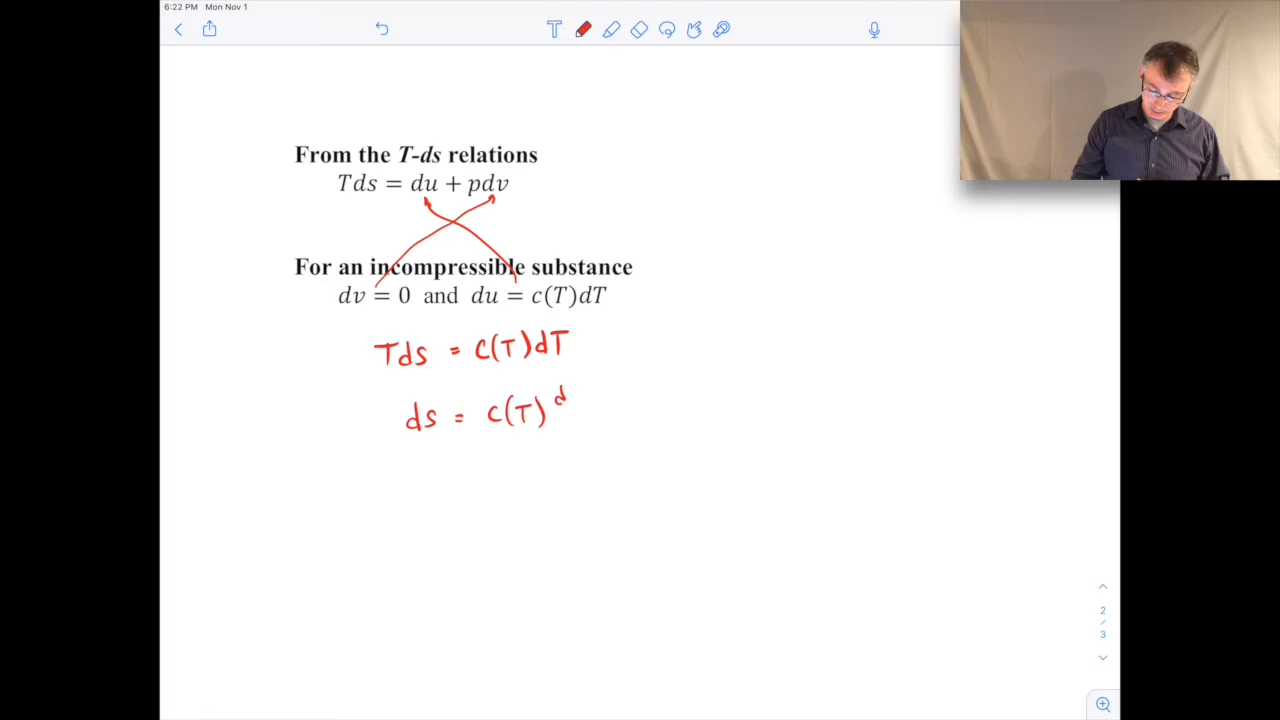 6:22 PM Mon Nov 1
From the T-ds relations
Tds = du + pdv
For an incompressible substance
dv = 0 and du = c(T)dT
Tds = c(T)dT
ds = c(T) d
2
/
3